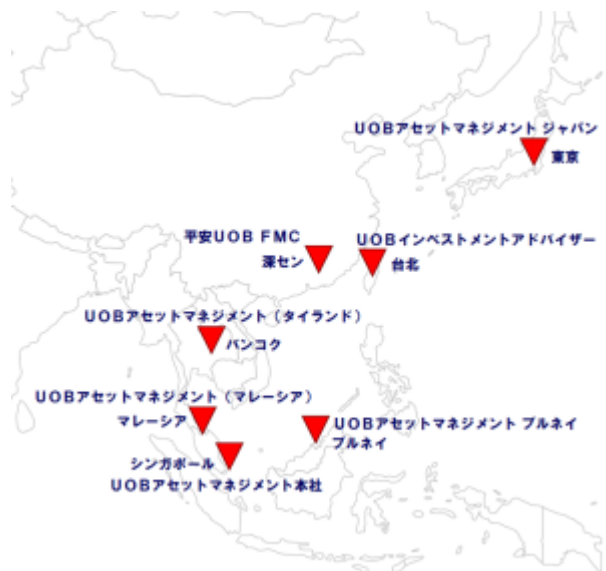 UOBアセットマネジメント ジャパン
東京
平安UOB FMC
深セン
UOBインベストメントアドバイザー
台北
UOBアセットマネジメント（タイランド）
バンコク
UOBアセットマネジメント（マレーシア）
マレーシア
UOBアセットマネジメント ブルネイ
ブルネイ
シンガポール
UOBアセットマネジメント本社